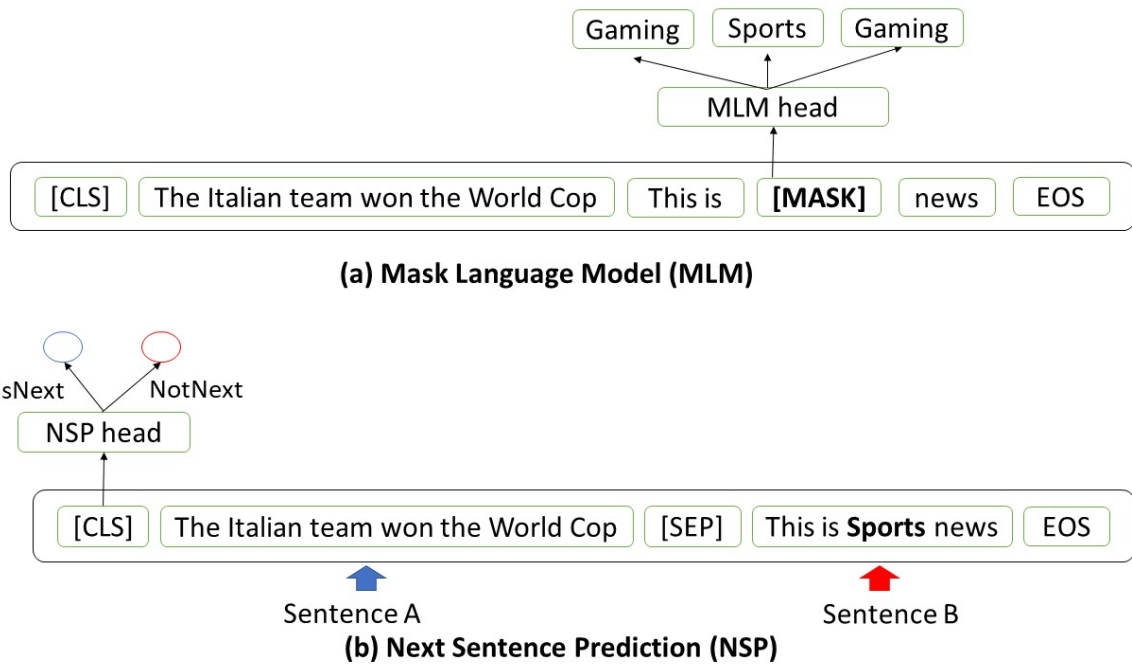 Gaming Sports Gaming
MLM head
[CLS] The Italian team won the World Cop This is [MASK] news EOS
(a) Mask Language Model (MLM)
sNext NotNext
NSP head
[CLS] The Italian team won the World Cop [SEP] This is Sports news EOS
Sentence A Sentence B
(b) Next Sentence Prediction (NSP)